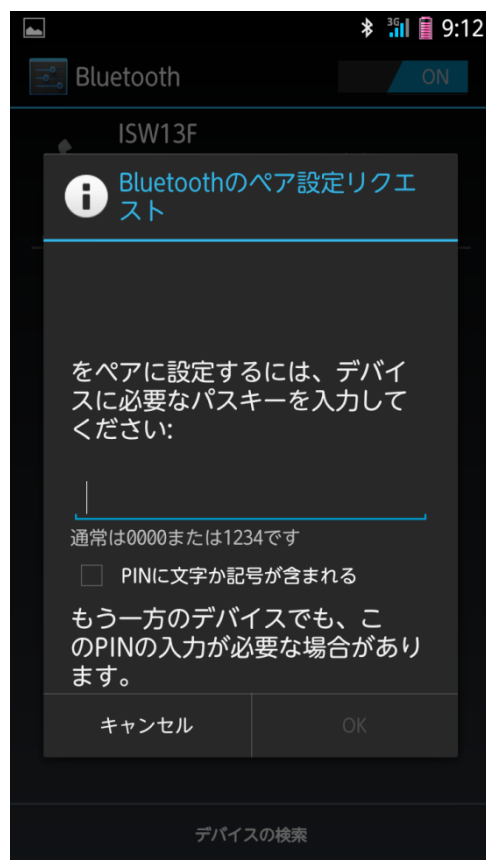 3G 9:12
Bluetooth ON
ISW13F
Bluetoothのペア設定リクエ
スト
をペアに設定するには、デバイ
スに必要なパスキーを入力して
ください:
通常は0000または1234です
PINに文字か記号が含まれる
もう一方のデバイスでも、こ
のPINの入力が必要な場合があり
ます。
キャンセル OK
デバイスの検索